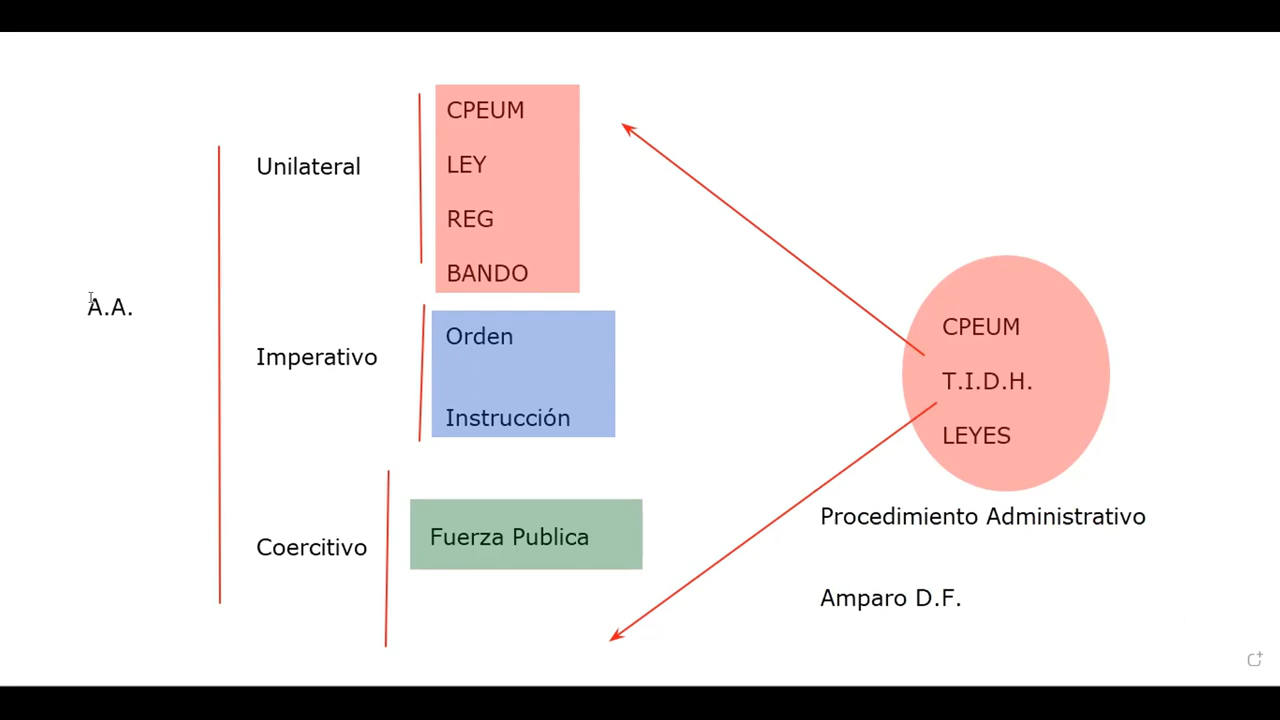 A.A.
Unilateral
CPEUM
LEY
REG
BANDO
Imperativo
Orden
Instrucción
Coercitivo
Fuerza Publica
CPEUM
T.I.D.H.
LEYES
Procedimiento Administrativo
Amparo D.F.